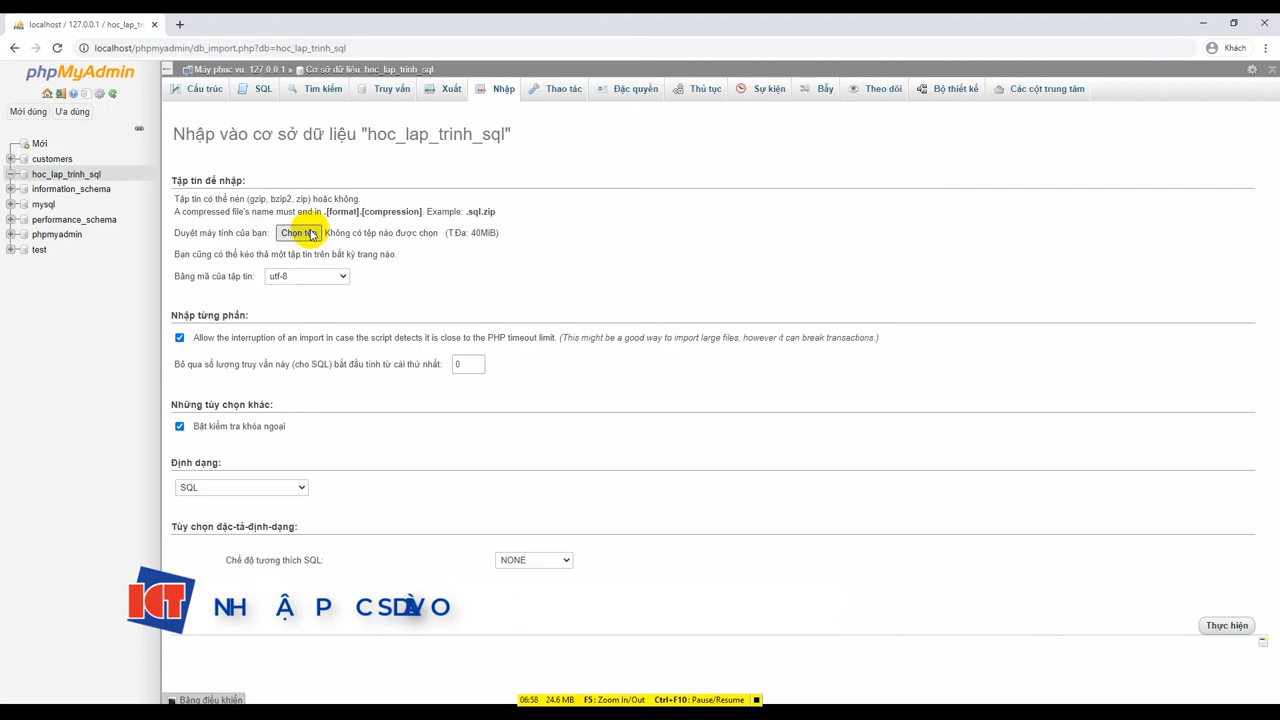 localhost / 127.0.0.1 / hoc_lap_tr
localhost/phpmyadmin/db_import.php?db=hoc_lap_trinh_sql
Khách
phpMyAdmin
Mới dùng
Ưa dùng
Mới
customers
hoc_lap_trinh_sql
information_schema
mysql
performance_schema
phpmyadmin
test
Máy phục vụ: 127.0.0.1 » Cơ sở dữ liệu: hoc_lap_trinh_sql
Cấu trúc SQL Tìm kiếm Truy vấn Xuất Nhập Thao tác Đặc quyền Thủ tục Sự kiện Bẫy Theo dõi Bộ thiết kế Các cột trung tâm
Nhập vào cơ sở dữ liệu "hoc_lap_trinh_sql"
Tập tin để nhập:
Tập tin có thể nén (gzip, bzip2, zip) hoặc không.
A compressed file's name must end in .[format].[compression]. Example: .sql.zip
Duyệt máy tính của bạn: Chọn tệp Không có tệp nào được chọn (T.Đa: 40MiB)
Bạn cũng có thể kéo thả một tập tin trên bất kỳ trang nào.
Bảng mã của tập tin: utf-8
Nhập từng phần:
Allow the interruption of an import in case the script detects it is close to the PHP timeout limit. (This might be a good way to import large files, however it can break transactions.)
Bỏ qua số lượng truy vấn này (cho SQL) bắt đầu tính từ cái thứ nhất: 0
Những tùy chọn khác:
Bật kiểm tra khóa ngoại
Định dạng:
SQL
Tùy chọn đặc-tả-định-dạng:
Chế độ tương thích SQL: NONE
ICT
NHẬP CSDL VÀO
Thực hiện
Bảng điều khiển
06:58 24.6 MB F5: Zoom In/Out Ctrl+F10: Pause/Resume